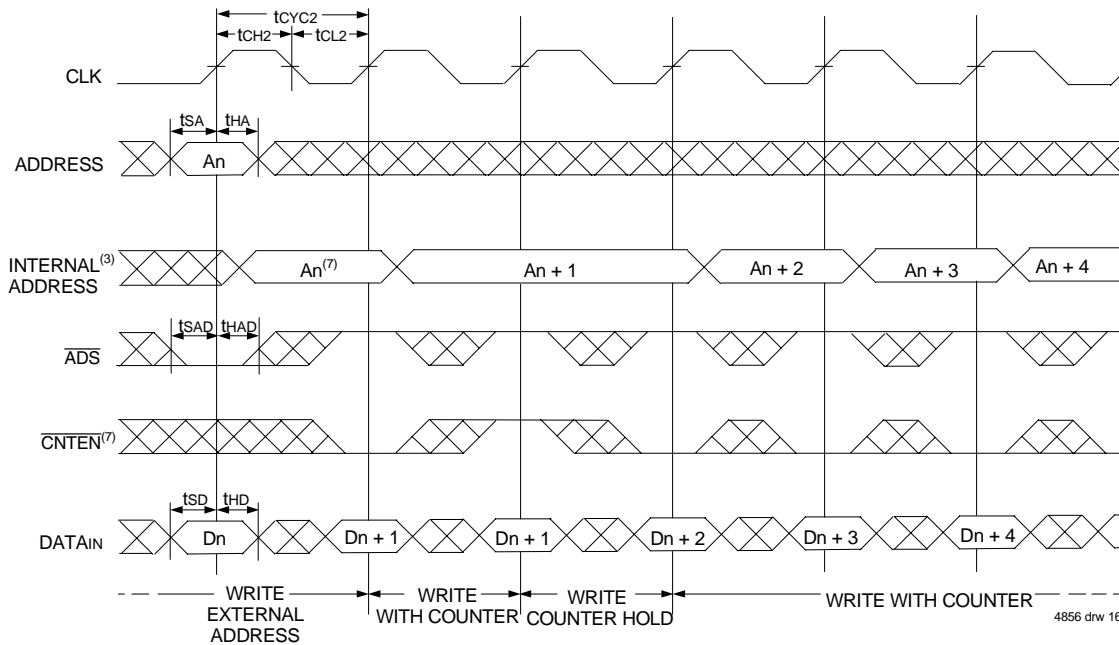 tCYC2
tCH2 tCL2
CLK
tSA tHA
ADDRESS An
INTERNAL(3) ADDRESS An(7) An + 1 An + 2 An + 3 An + 4
tSAD tHAD
ADS
CNTEN(7)
tSD tHD
DATAIN Dn Dn + 1 Dn + 1 Dn + 2 Dn + 3 Dn + 4
WRITE EXTERNAL ADDRESS
WRITE WITH COUNTER
WRITE COUNTER HOLD
WRITE WITH COUNTER
4856 drw 16